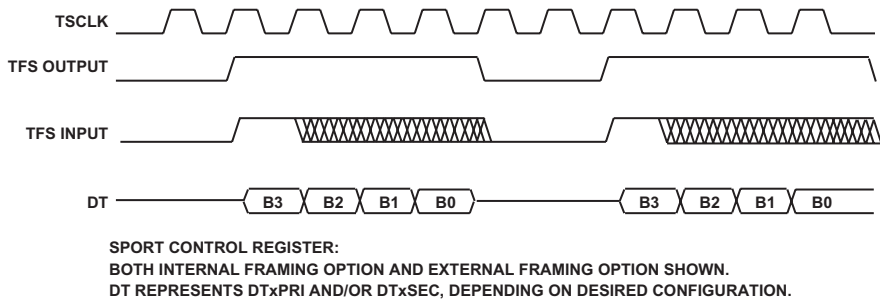 TSCLK
TFS OUTPUT
TFS INPUT
DT B3 B2 B1 B0 B3 B2 B1 B0
SPORT CONTROL REGISTER:
BOTH INTERNAL FRAMING OPTION AND EXTERNAL FRAMING OPTION SHOWN.
DT REPRESENTS DTxPRI AND/OR DTxSEC, DEPENDING ON DESIRED CONFIGURATION.